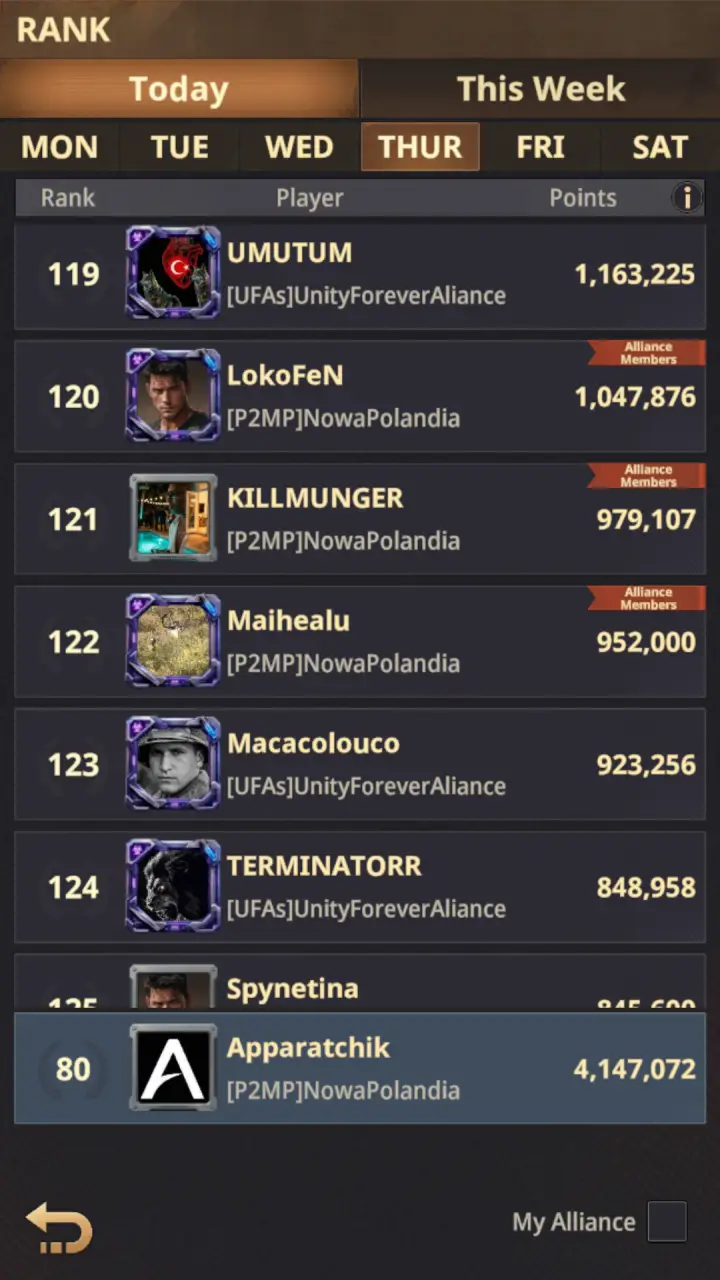 RANK
Today This Week
MON TUE WED THUR FRI SAT
Rank Player Points i
119 UMUTUM 1,163,225
[UFAs]UnityForeverAliance
Alliance Members
120 LokoFeN 1,047,876
[P2MP]NowaPolandia
Alliance Members
121 KILLMUNGER 979,107
[P2MP]NowaPolandia
Alliance Members
122 Maihealu 952,000
[P2MP]NowaPolandia
123 Macacolouco 923,256
[UFAs]UnityForeverAliance
124 TERMINATORR 848,958
[UFAs]UnityForeverAliance
Spynetina
80 Apparatchik 4,147,072
[P2MP]NowaPolandia
My Alliance